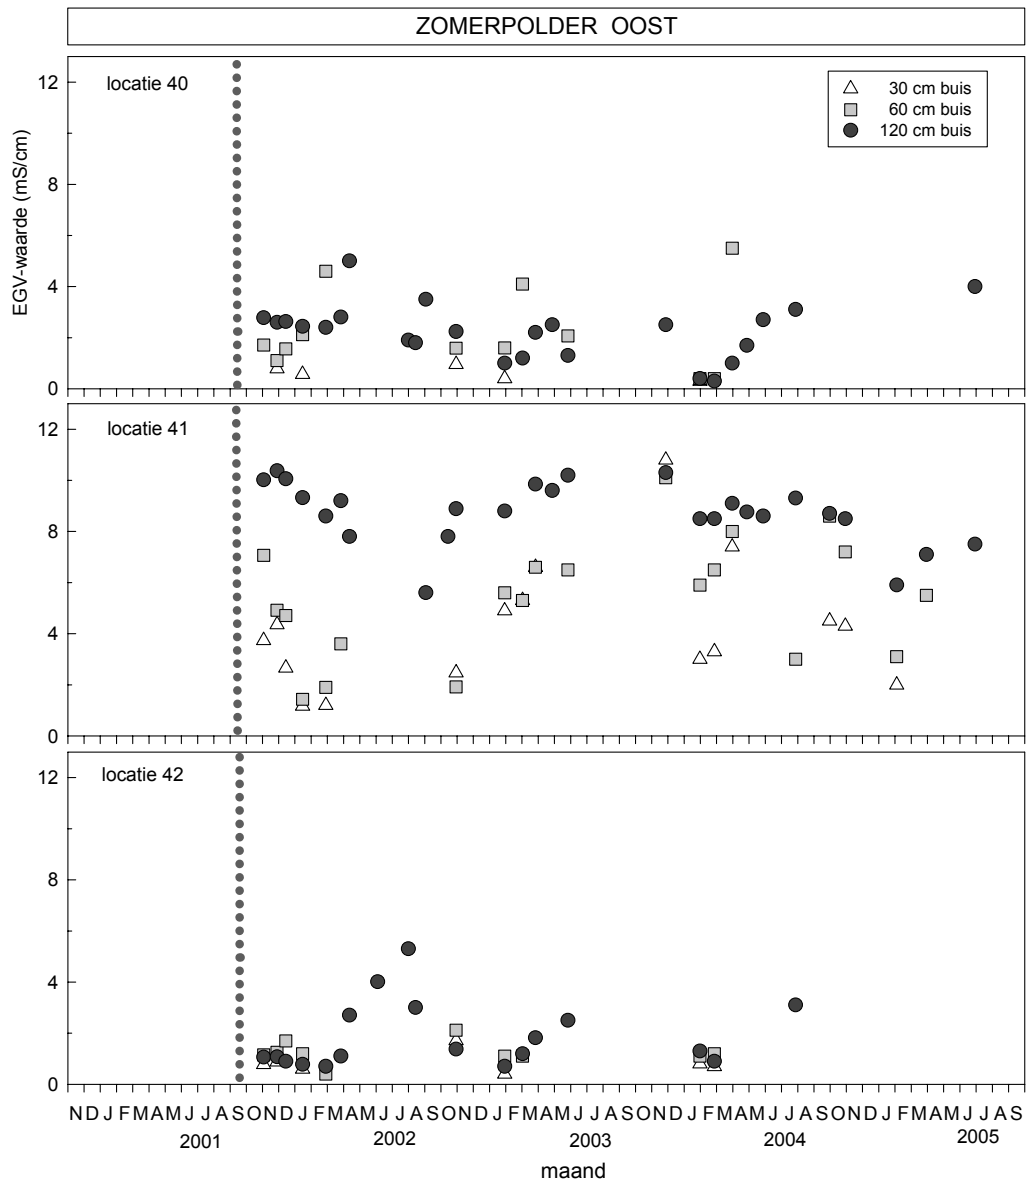 ZOMERPOLDER OOST
locatie 40
30 cm buis
60 cm buis
120 cm buis
EGV-waarde (mS/cm)
12
8
4
0
locatie 41
12
8
4
0
locatie 42
12
8
4
0
N D J F M A M J J A S O N D J F M A M J J A S O N D J F M A M J J A S O N D J F M A M J J A S O N D J F M A M J J A S
2001 2002 2003 2004 2005
maand